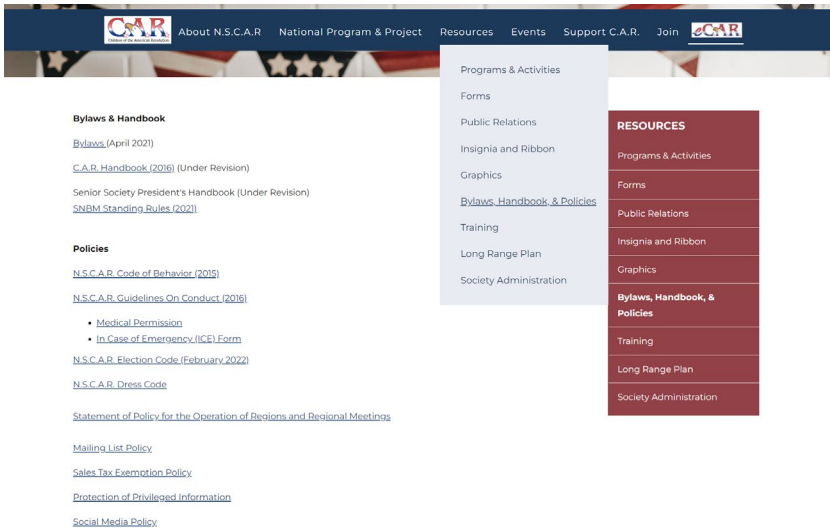 C.A.R.
Children of the American Revolution
About N.S.C.A.R
National Program & Project
Resources
Events
Support C.A.R.
Join
eCAR
Programs & Activities
Forms
Public Relations
Insignia and Ribbon
Graphics
Bylaws, Handbook, & Policies
Training
Long Range Plan
Society Administration
Bylaws & Handbook
Bylaws (April 2021)
C.A.R. Handbook (2016) (Under Revision)
Senior Society President's Handbook (Under Revision)
SNBM Standing Rules (2021)
Policies
N.S.C.A.R. Code of Behavior (2015)
N.S.C.A.R. Guidelines On Conduct (2016)
• Medical Permission
• In Case of Emergency (ICE) Form
N.S.C.A.R. Election Code (February 2022)
N.S.C.A.R. Dress Code
Statement of Policy for the Operation of Regions and Regional Meetings
Mailing List Policy
Sales Tax Exemption Policy
Protection of Privileged Information
Social Media Policy
RESOURCES
Programs & Activities
Forms
Public Relations
Insignia and Ribbon
Graphics
Bylaws, Handbook, &
Policies
Training
Long Range Plan
Society Administration